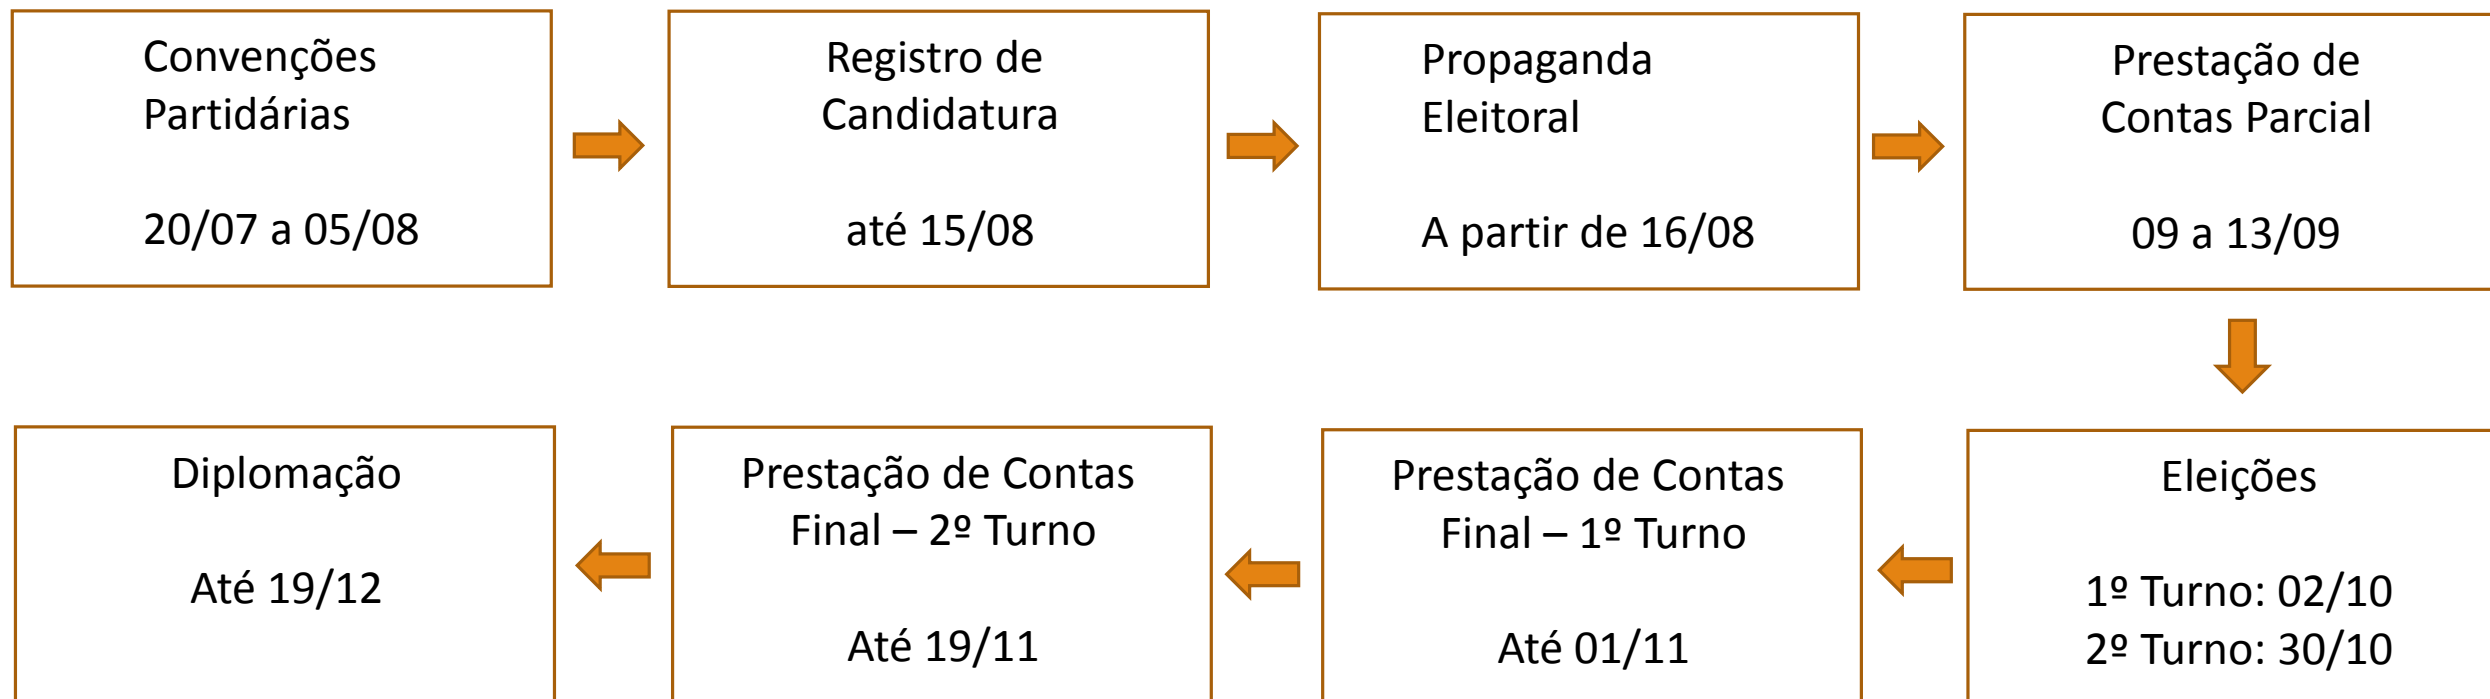 Convenções
Partidárias
20/07 a 05/08
Registro de
Candidatura
até 15/08
Propaganda
Eleitoral
A partir de 16/08
Prestação de
Contas Parcial
09 a 13/09
Eleições
1º Turno: 02/10
2º Turno: 30/10
Prestação de Contas
Final – 1º Turno
Até 01/11
Prestação de Contas
Final – 2º Turno
Até 19/11
Diplomação
Até 19/12